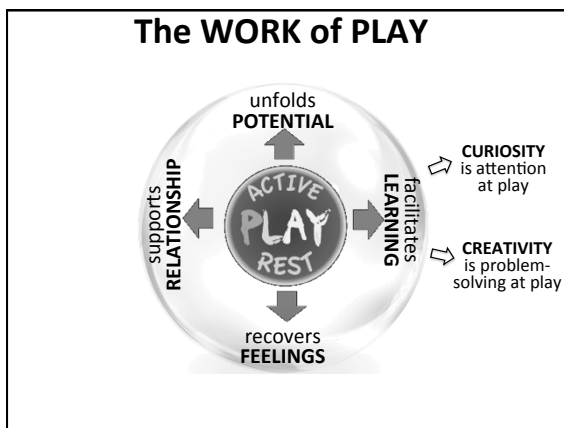 The WORK of PLAY
unfolds
POTENTIAL
supports
RELATIONSHIP
ACTIVE
PLAY
REST
facilitates
LEARNING
CURIOSITY
is attention
at play
CREATIVITY
is problem-
solving at play
recovers
FEELINGS